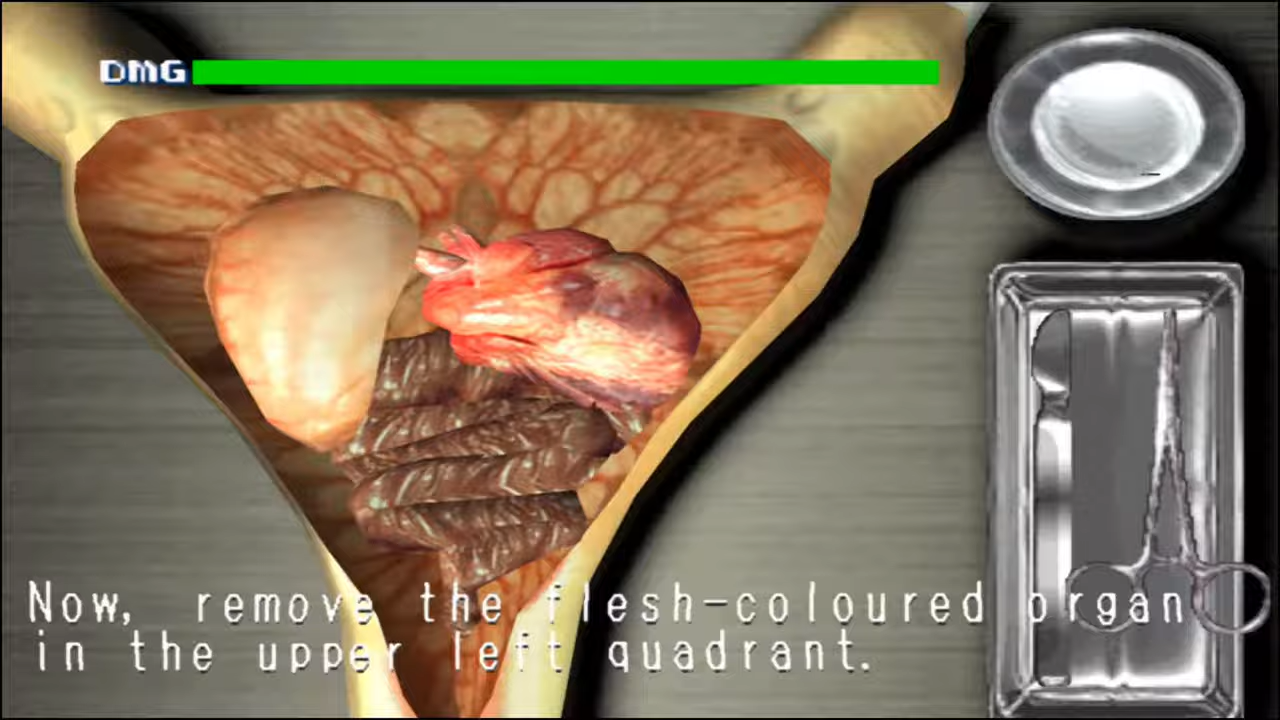 DMG
Now, remove the flesh-coloured organ
in the upper left quadrant.